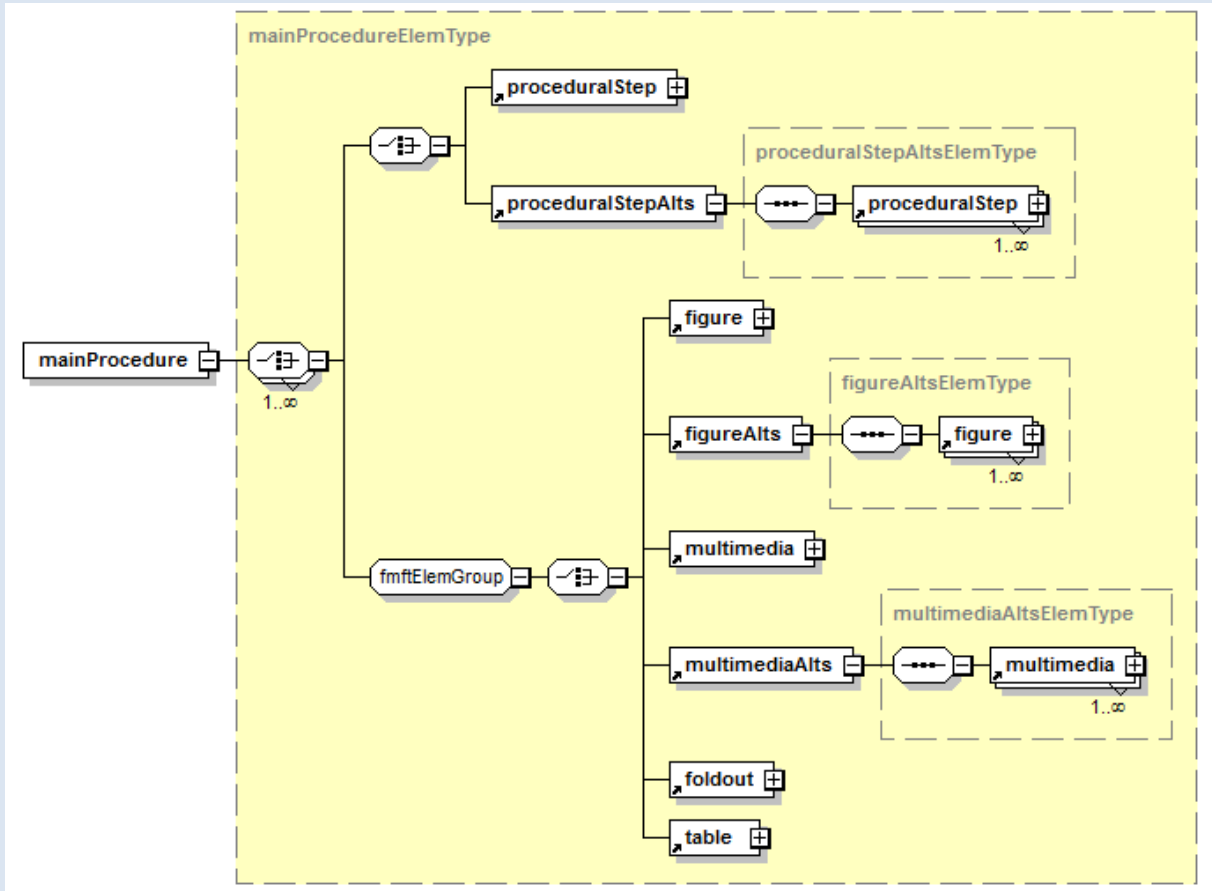 mainProcedureElemType
proceduralStep
proceduralStepAltsElemType
proceduralStepAlts
proceduralStep
1..∞
figure
mainProcedure
1..∞
figureAltsElemType
figureAlts
figure
1..∞
multimedia
fmftElemGroup
multimediaAltsElemType
multimediaAlts
multimedia
1..∞
foldout
table